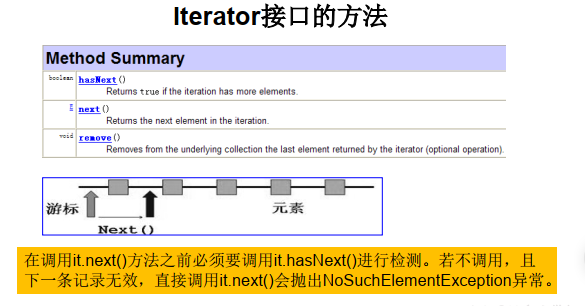 Iterator接口的方法
Method Summary
boolean hasNext()
Returns true if the iteration has more elements.
E next()
Returns the next element in the iteration.
void remove()
Removes from the underlying collection the last element returned by the iterator (optional operation).
游标
元素
Next()
在调用it.next()方法之前必须要调用it.hasNext()进行检测。若不调用，且
下一条记录无效，直接调用it.next()会抛出NoSuchElementException异常。